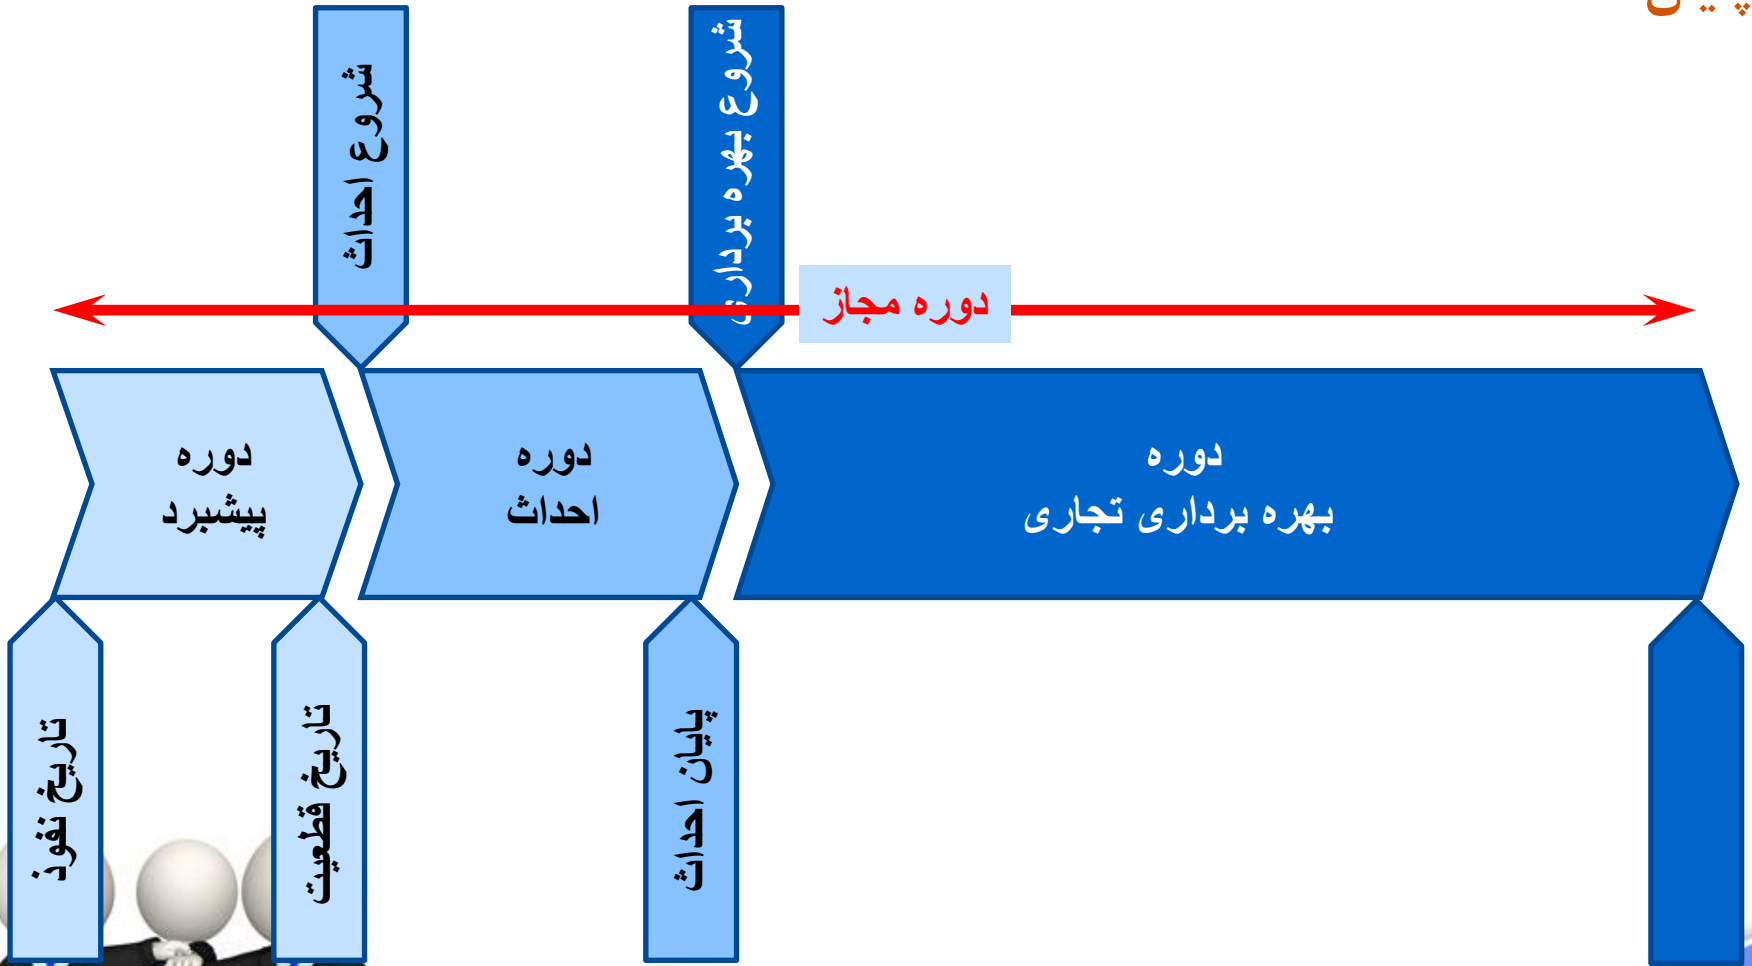 شروع احداث
شروع بهره برداری
دوره مجاز
دوره
پیشبرد
دوره
احداث
دوره
بهره برداری تجاری
تاریخ نفوذ
تاریخ قطعیت
پایان احداث